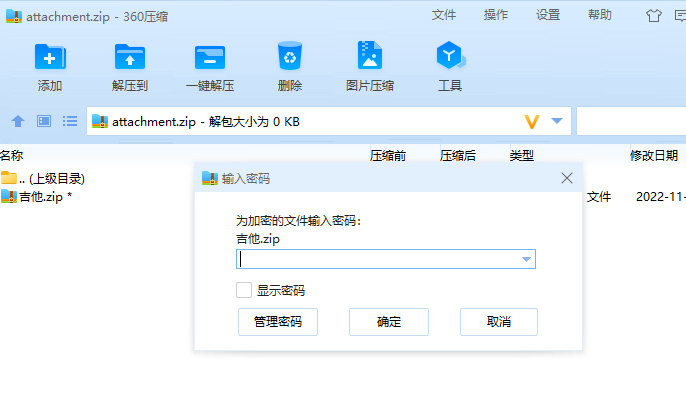 attachment.zip - 360压缩
文件 操作 设置 帮助
添加 解压到 一键解压 删除 图片压缩 工具
attachment.zip - 解包大小为 0 KB
名称 压缩前 压缩后 类型 修改日期
.. (上级目录)
吉他.zip * 文件 2022-11-
输入密码
为加密的文件输入密码：
吉他.zip
显示密码
管理密码 确定 取消